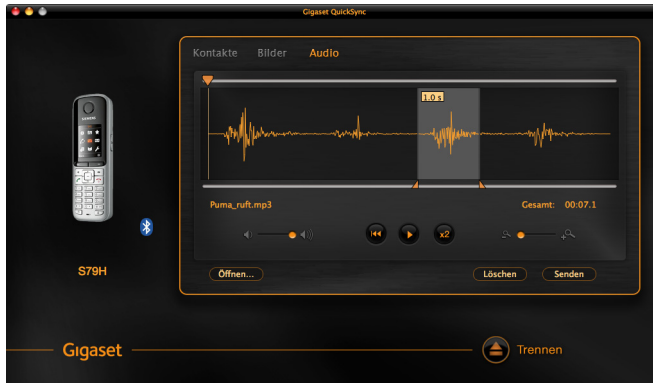 Gigaset QuickSync
Kontakte Bilder Audio
1.0 s
SIEMENS
Puma_ruft.mp3 Gesamt: 00:07.1
x2
S79H
Öffnen... Löschen Senden
Gigaset Trennen